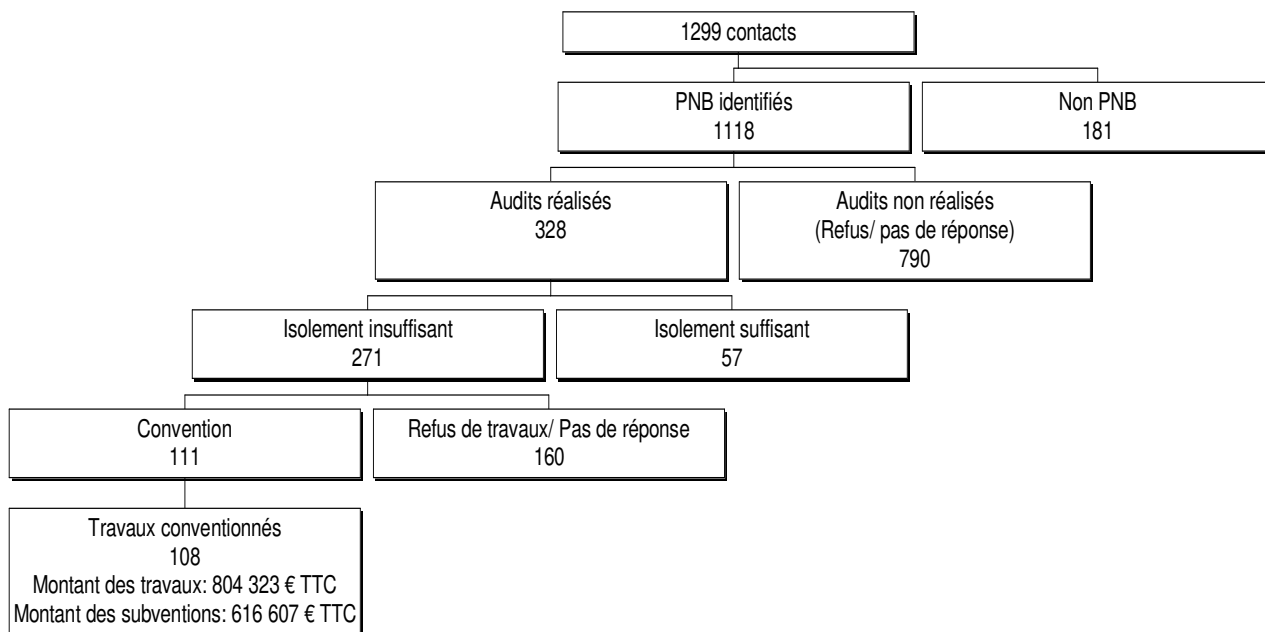 1299 contacts
PNB identifiés
1118
Non PNB
181
Audits réalisés
328
Audits non réalisés
(Refus/ pas de réponse)
790
Isolement insuffisant
271
Isolement suffisant
57
Convention
111
Refus de travaux/ Pas de réponse
160
Travaux conventionnés
108
Montant des travaux: 804 323 € TTC
Montant des subventions: 616 607 € TTC